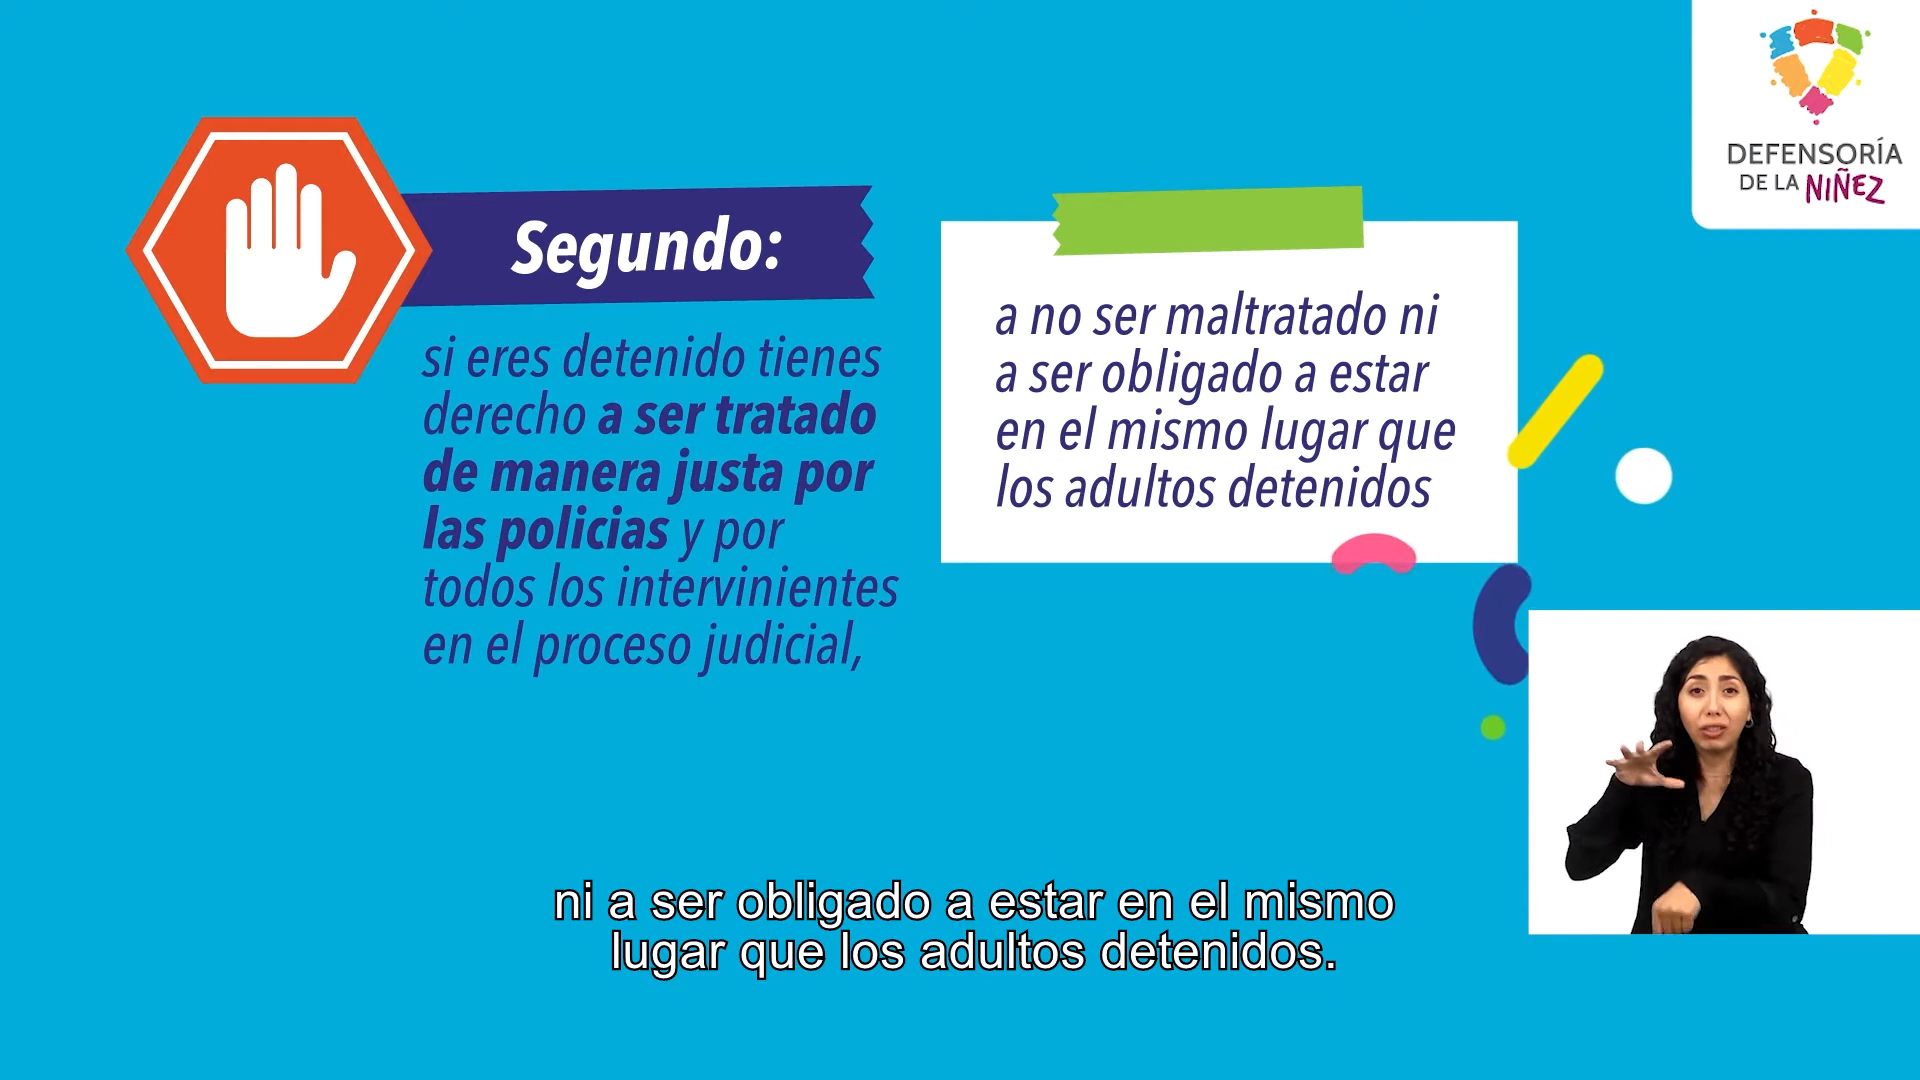 Segundo:
si eres detenido tienes
derecho a ser tratado
de manera justa por
las policias y por
todos los intervinientes
en el proceso judicial,
a no ser maltratado ni
a ser obligado a estar
en el mismo lugar que
los adultos detenidos
DEFENSORÍA
DE LA NIÑEZ
ni a ser obligado a estar en el mismo
lugar que los adultos detenidos.